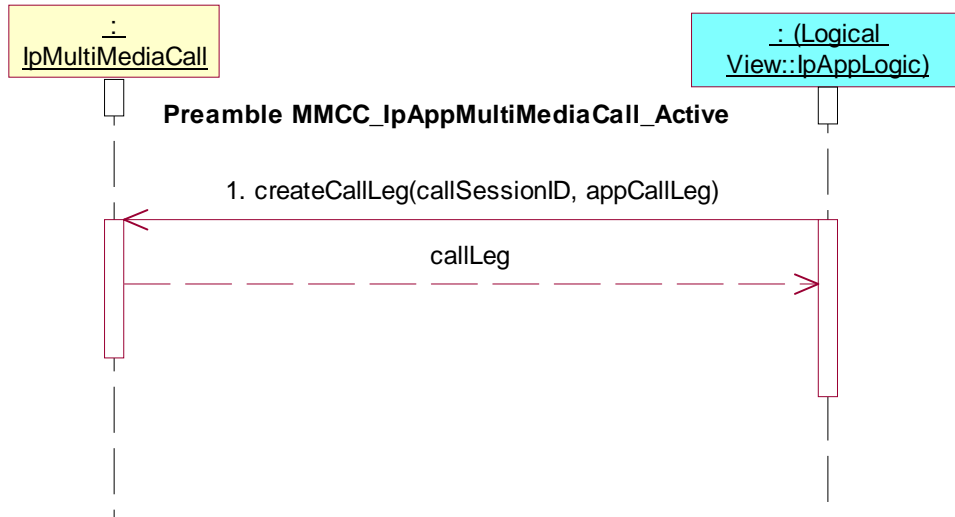 :
IpMultiMediaCall
: (Logical
View::IpAppLogic)
Preamble MMCC_IpAppMultiMediaCall_Active
1. createCallLeg(callSessionID, appCallLeg)
callLeg